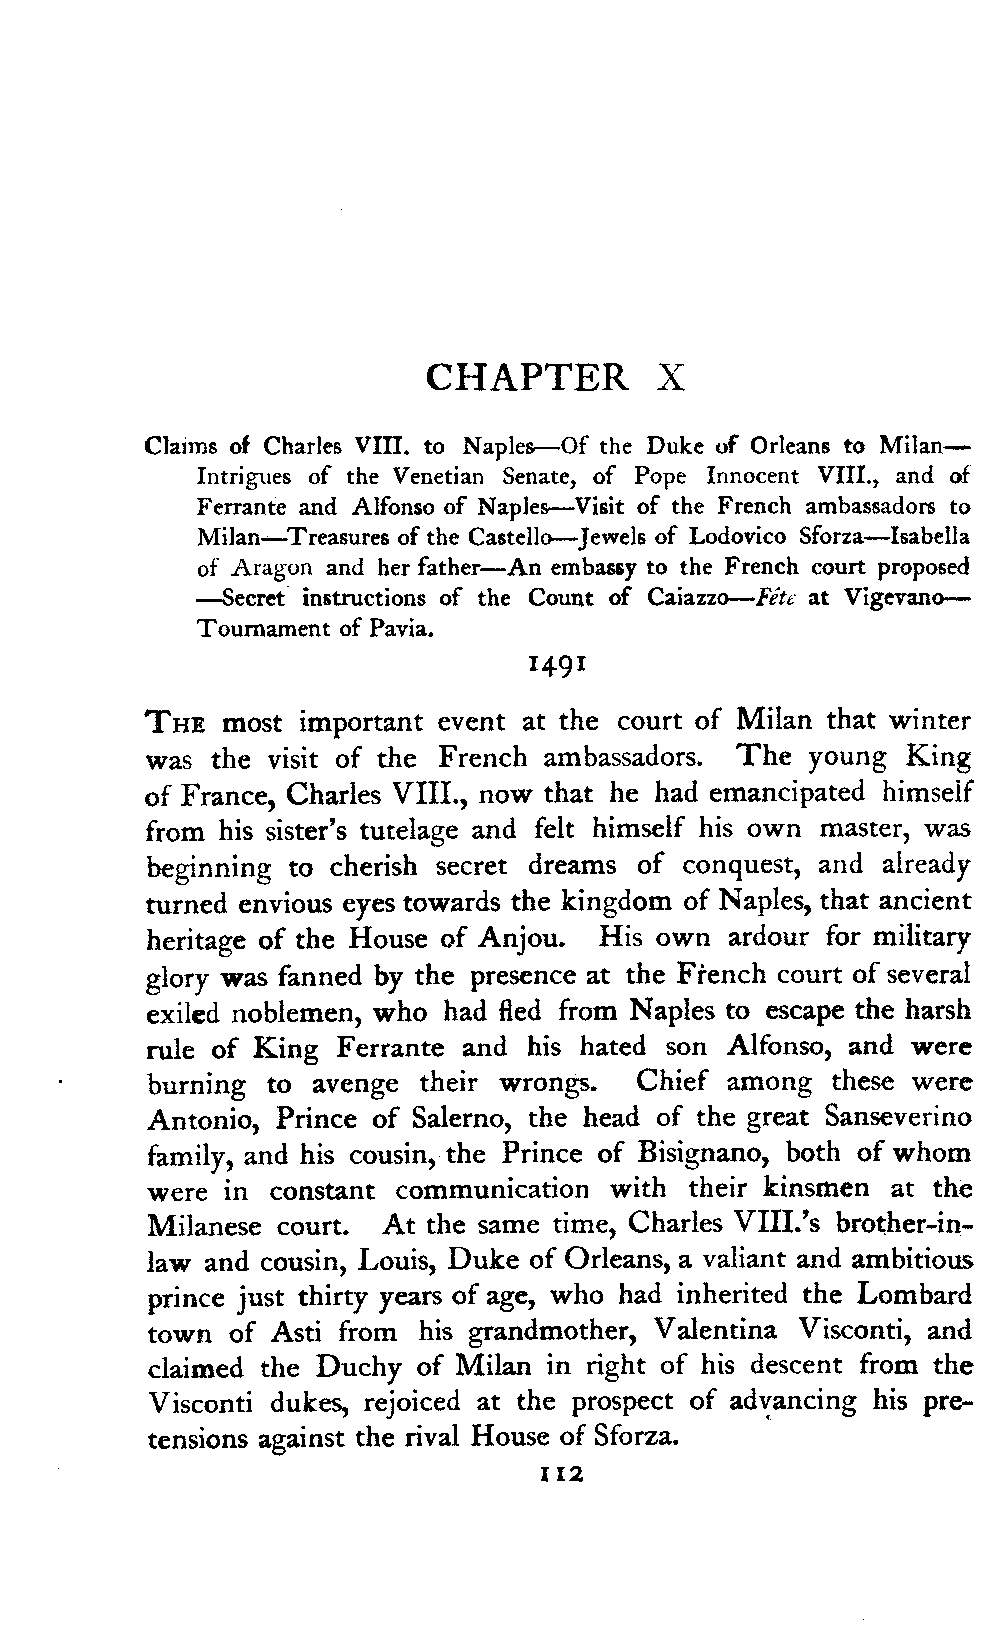 CHAPTER X
Claims of Charles VIII. to Naples—Of the Duke of Orleans to Milan—
Intrigues of the Venetian Senate, of Pope Innocent VIII., and of
Ferrante and Alfonso of Naples—Visit of the French ambassadors to
Milan—Treasures of the Castello—Jewels of Lodovico Sforza—Isabella
of Aragon and her father—An embassy to the French court proposed
—Secret instructions of the Count of Caiazzo—Fête at Vigevano—
Tournament of Pavia.
1491
THE most important event at the court of Milan that winter
was the visit of the French ambassadors. The young King
of France, Charles VIII., now that he had emancipated himself
from his sister's tutelage and felt himself his own master, was
beginning to cherish secret dreams of conquest, and already
turned envious eyes towards the kingdom of Naples, that ancient
heritage of the House of Anjou. His own ardour for military
glory was fanned by the presence at the French court of several
exiled noblemen, who had fled from Naples to escape the harsh
rule of King Ferrante and his hated son Alfonso, and were
burning to avenge their wrongs. Chief among these were
Antonio, Prince of Salerno, the head of the great Sanseverino
family, and his cousin, the Prince of Bisignano, both of whom
were in constant communication with their kinsmen at the
Milanese court. At the same time, Charles VIII.'s brother-in-
law and cousin, Louis, Duke of Orleans, a valiant and ambitious
prince just thirty years of age, who had inherited the Lombard
town of Asti from his grandmother, Valentina Visconti, and
claimed the Duchy of Milan in right of his descent from the
Visconti dukes, rejoiced at the prospect of advancing his pre-
tensions against the rival House of Sforza.
112